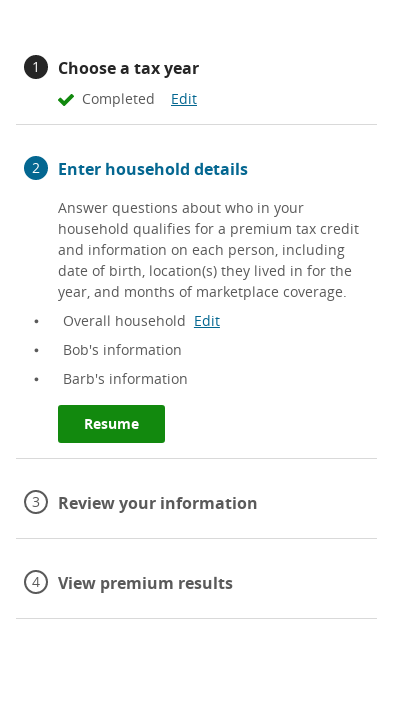 1 Choose a tax year
Completed Edit
2 Enter household details
Answer questions about who in your
household qualifies for a premium tax credit
and information on each person, including
date of birth, location(s) they lived in for the
year, and months of marketplace coverage.
• Overall household Edit
• Bob's information
• Barb's information
Resume
3 Review your information
4 View premium results